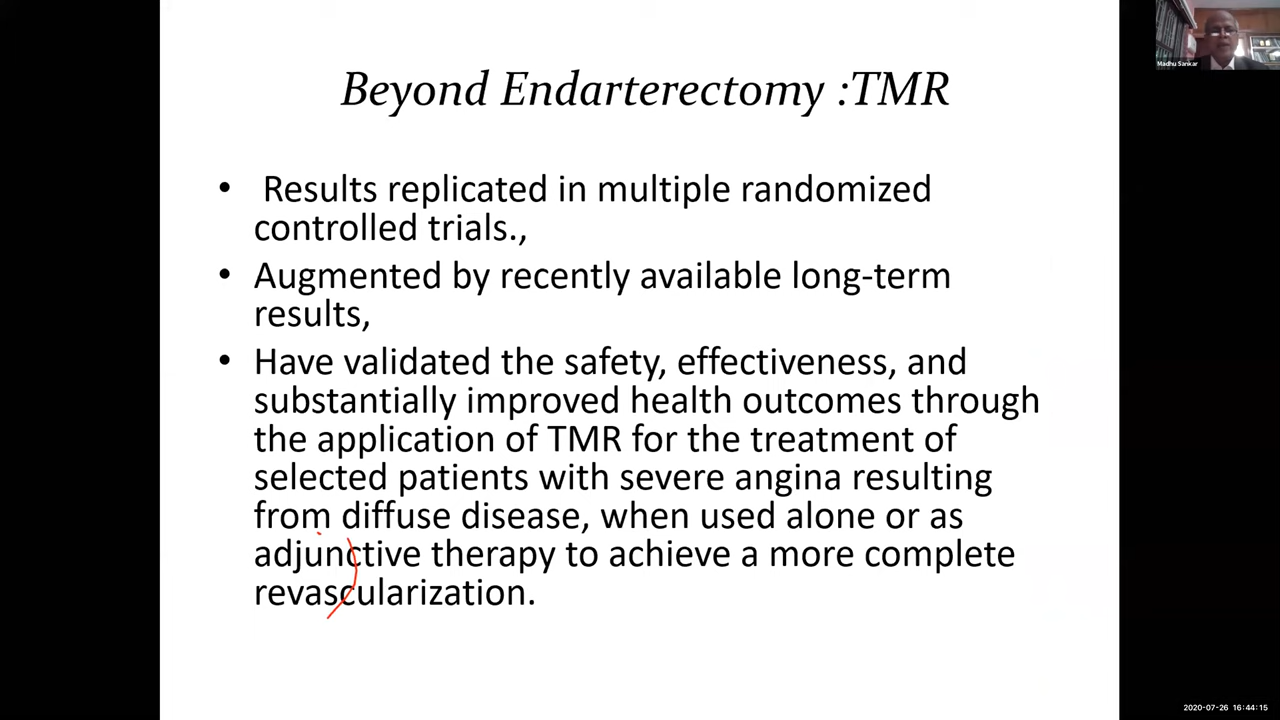 Beyond Endarterectomy :TMR
Madhu Sankar
• Results replicated in multiple randomized
controlled trials.,
• Augmented by recently available long-term
results,
• Have validated the safety, effectiveness, and
substantially improved health outcomes through
the application of TMR for the treatment of
selected patients with severe angina resulting
from diffuse disease, when used alone or as
adjunctive therapy to achieve a more complete
revascularization.
2020-07-26 16:44:15